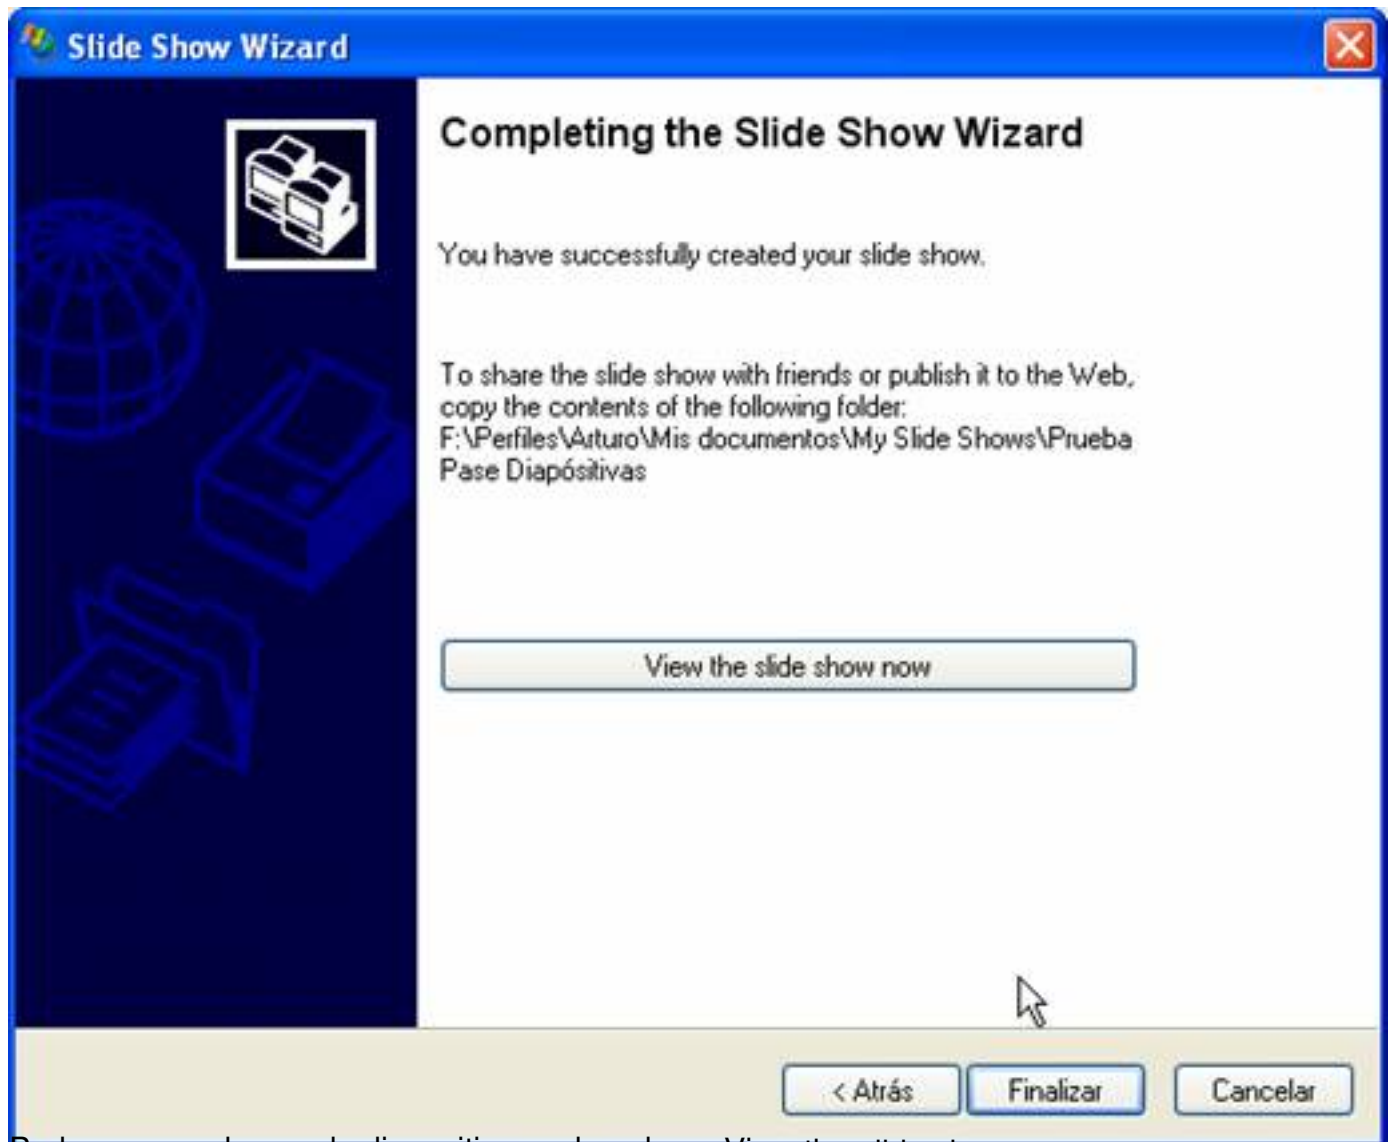 Slide Show Wizard
Completing the Slide Show Wizard
You have successfully created your slide show.
To share the slide show with friends or publish it to the Web,
copy the contents of the following folder:
F:\Perfiles\Arturo\Mis documentos\My Slide Shows\Prueba
Pase Diapósitivas
View the slide show now
< Atrás
Finalizar
Cancelar